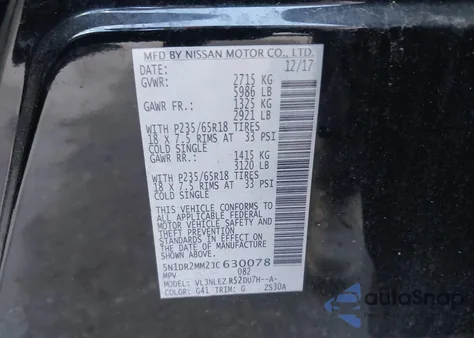 MFD BY NISSAN MOTOR CO., LTD.
DATE: 12/17
GVWR: 2715 KG
5986 LB
GAWR FR.: 1325 KG
2921 LB
WITH P235/65R18 TIRES
18 X 7.5 RIMS AT 33 PSI
COLD SINGLE
GAWR RR.: 1415 KG
3120 LB
WITH P235/65R18 TIRES
18 X 7.5 RIMS AT 33 PSI
COLD SINGLE
THIS VEHICLE CONFORMS
TO ALL APPLICABLE FEDERAL
MOTOR VEHICLE SAFETY
STANDARDS IN EFFECT ON
THE DATE OF MANUFACTURE
SHOWN ABOVE.
5N1DR2MM2JC630078
MPV 082
MODEL: VLJNLEZ R52DU7H--A-
COLOR: G41 TRIM: G ZS30A
AutoSnap